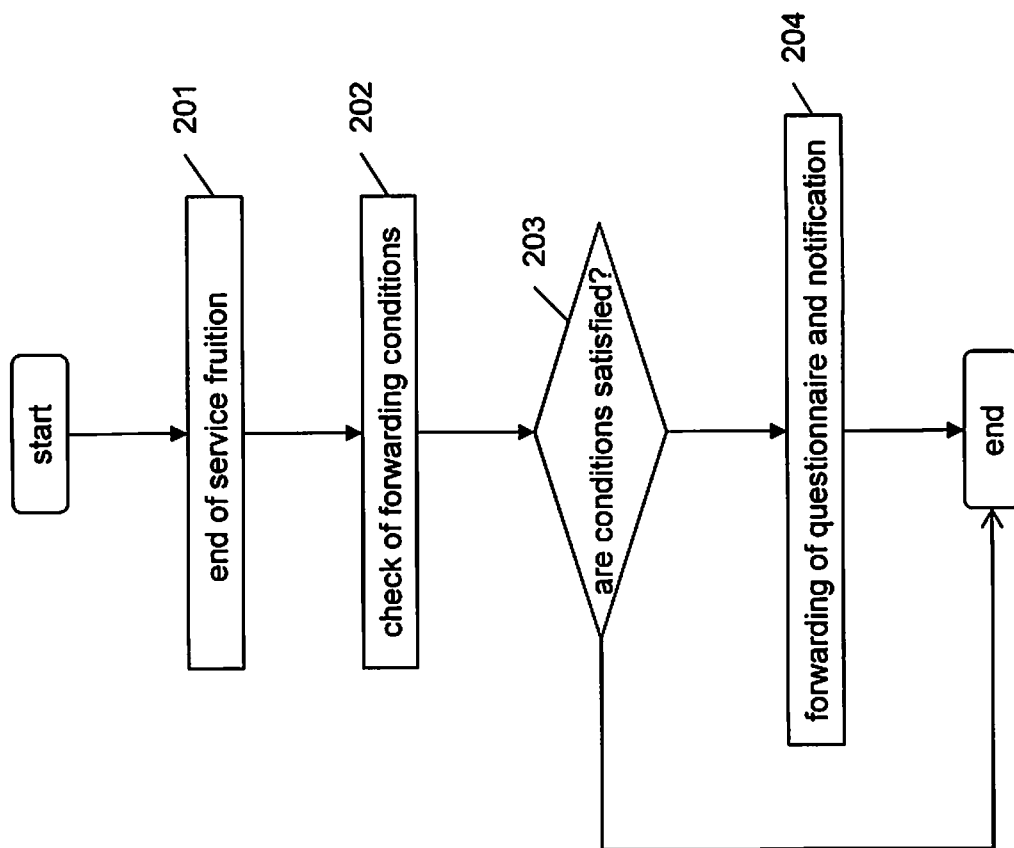 start
201
end of service fruition
202
check of forwarding conditions
203
are conditions satisfied?
204
forwarding of questionnaire and notification
end